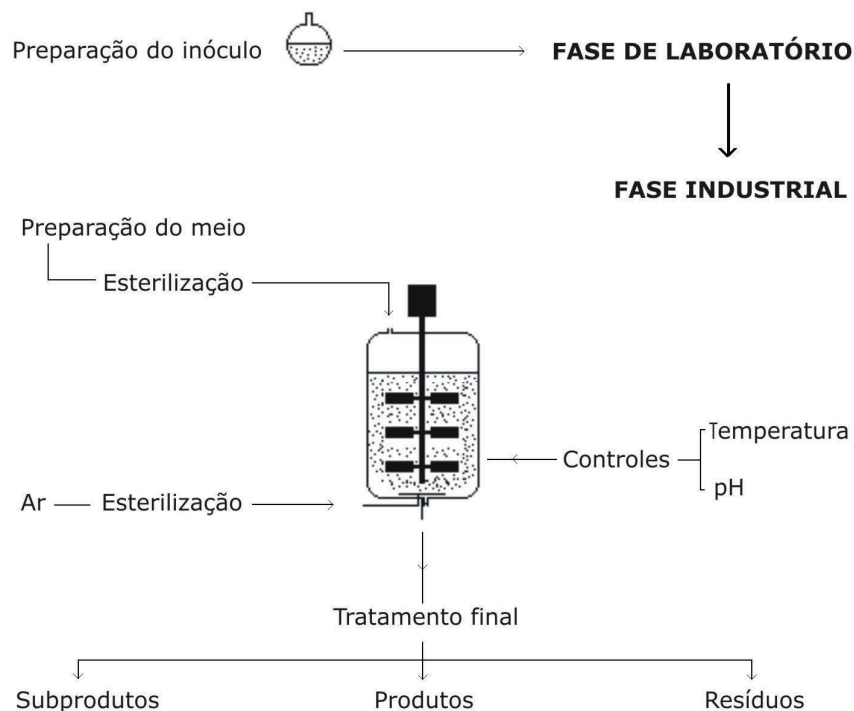 Preparação do inóculo
FASE DE LABORATÓRIO
FASE INDUSTRIAL
Preparação do meio
Esterilização
Temperatura
Controles
pH
Ar
Esterilização
Tratamento final
Subprodutos
Produtos
Resíduos